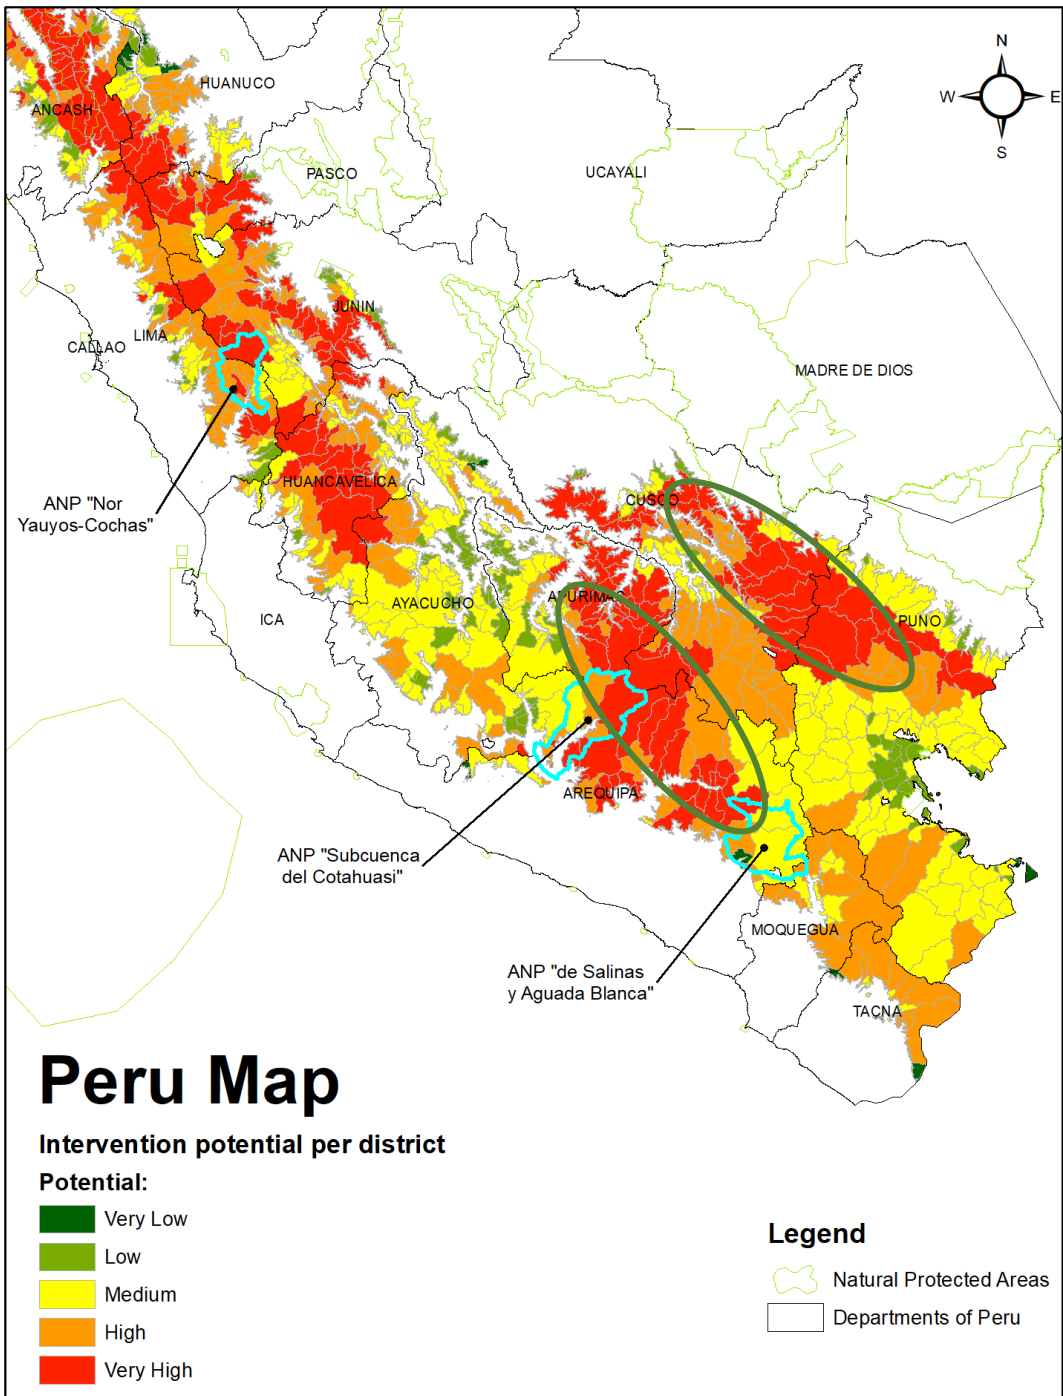 N
W E
S
HUANUCO
ANCASH
PASCO
UCAYALI
JUNIN
LIMA
CALLAO
MADRE DE DIOS
HUANCAVELICA
CUSCO
ANP "Nor
Yauyos-Cochas"
APURIMAC
AYACUCHO
ICA
PUNO
AREQUIPA
ANP "Subcuenca
del Cotahuasi"
MOQUEGUA
ANP "de Salinas
y Aguada Blanca"
TACNA
Peru Map
Intervention potential per district
Potential:
Very Low
Low
Medium
High
Very High
Legend
Natural Protected Areas
Departments of Peru